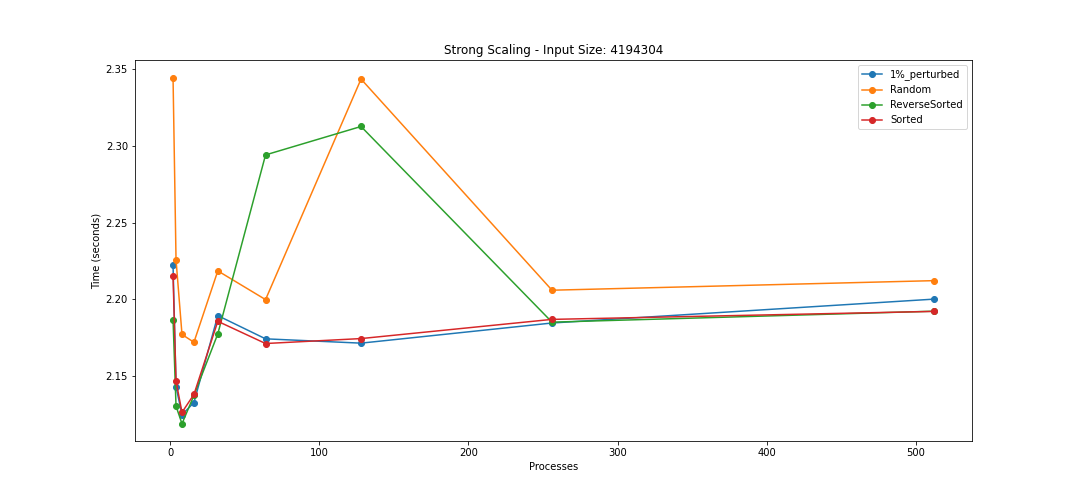 Strong Scaling - Input Size: 4194304
1%_perturbed
Random
ReverseSorted
Sorted
2.35
2.30
2.25
2.20
2.15
Time (seconds)
0
100
200
300
400
500
Processes